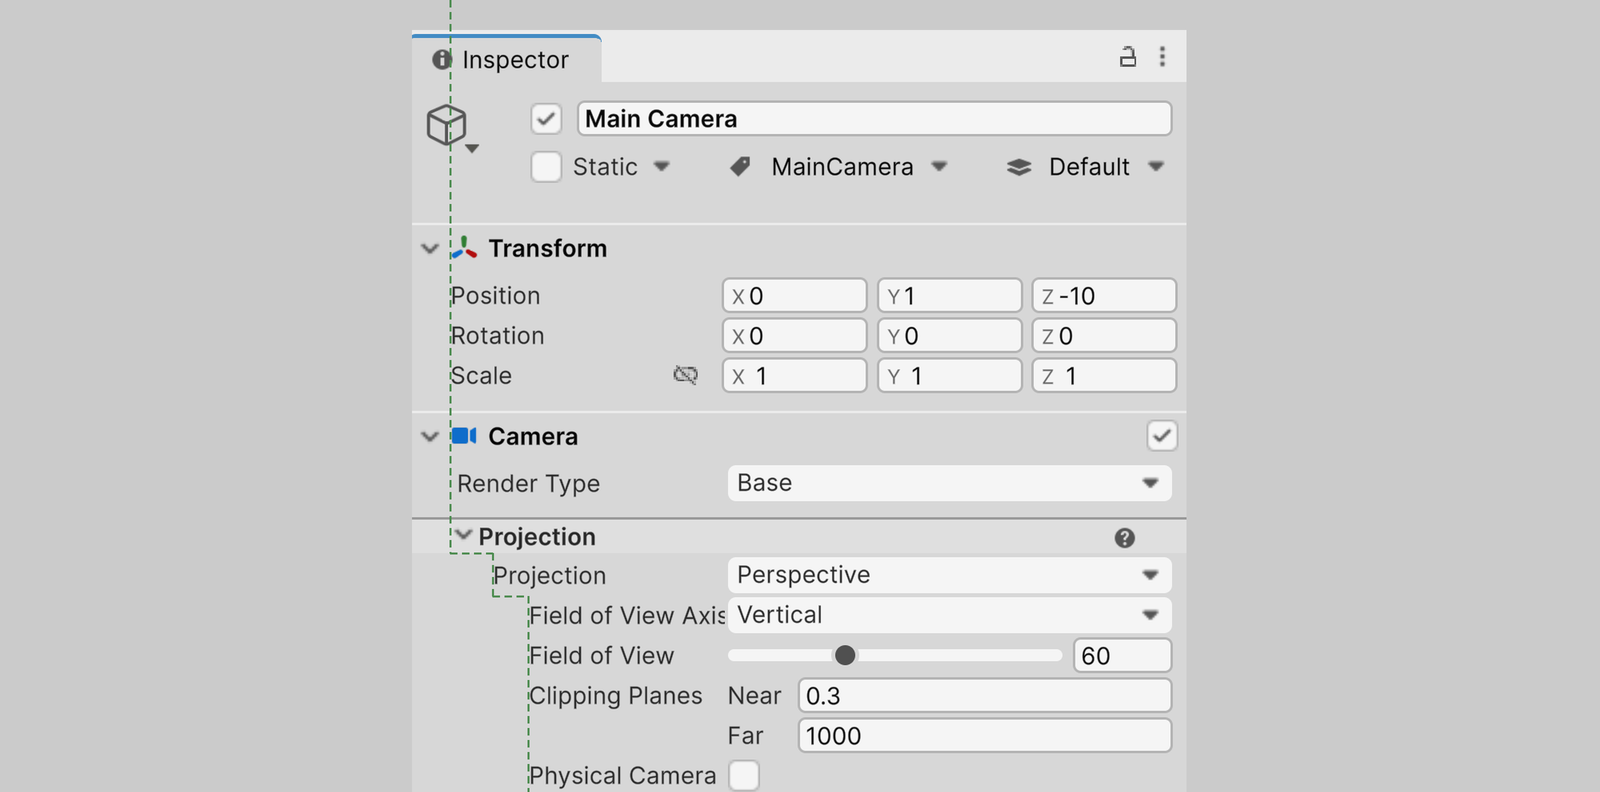 Inspector
Main Camera
Static MainCamera Default
Transform
Position X 0 Y 1 Z -10
Rotation X 0 Y 0 Z 0
Scale X 1 Y 1 Z 1
Camera
Render Type Base
Projection
Projection Perspective
Field of View Axis Vertical
Field of View 60
Clipping Planes Near 0.3
Far 1000
Physical Camera